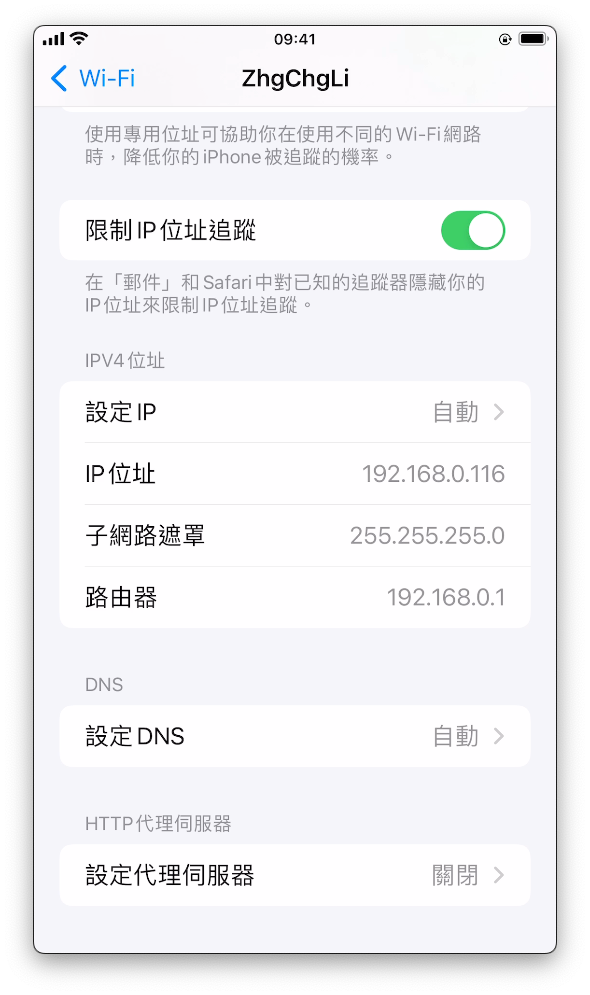 09:41
Wi-Fi
ZhgChgLi
使用專用位址可協助你在使用不同的 Wi-Fi 網路
時，降低你的 iPhone 被追蹤的機率。
限制 IP 位址追蹤
在「郵件」和 Safari 中對已知的追蹤器隱藏你的
IP 位址來限制 IP 位址追蹤。
IPV4 位址
設定 IP 自動
IP 位址 192.168.0.116
子網路遮罩 255.255.255.0
路由器 192.168.0.1
DNS
設定 DNS 自動
HTTP 代理伺服器
設定代理伺服器 關閉